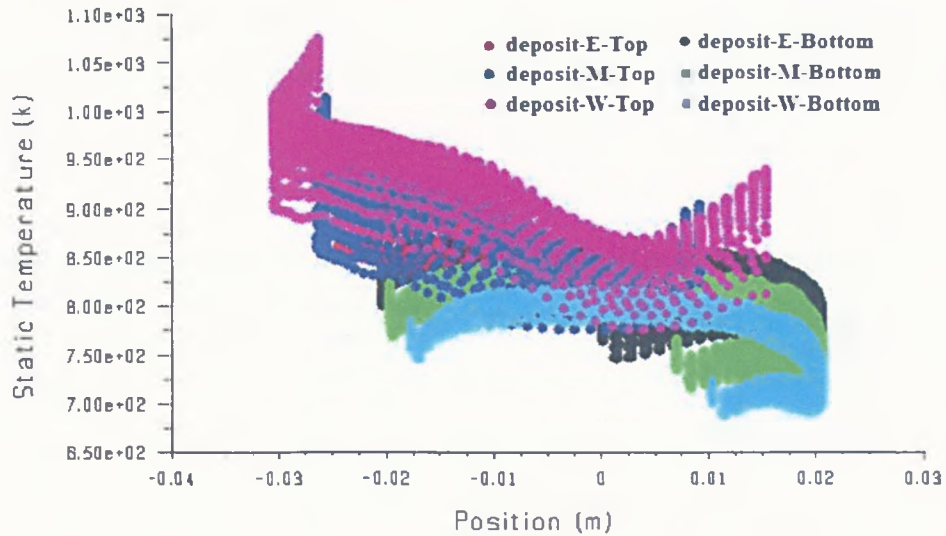 1.10e+03
1.05e+03
1.00e+03
9.50e+02
9.00e+02
8.50e+02
8.00e+02
7.50e+02
7.00e+02
6.50e+02
Static Temperature (k)
deposit-E-Top deposit-E-Bottom
deposit-M-Top deposit-M-Bottom
deposit-W-Top deposit-W-Bottom
-0.04 -0.03 -0.02 -0.01 0 0.01 0.02 0.03
Position (m)